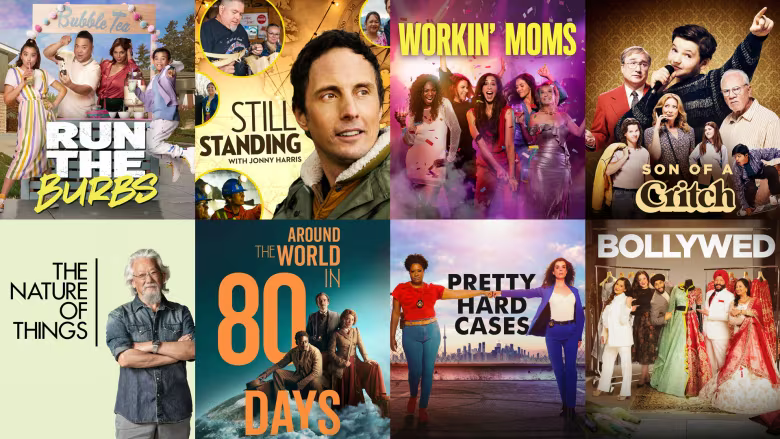 Bubble Tea
RUN
THE
BURBS
STILL
STANDING
WITH JONNY HARRIS
WORKIN' MOMS
SON OF A
Critch
THE
NATURE
OF
THINGS
AROUND
THE WORLD
IN
80
DAYS
PRETTY
HARD
CASES
BOLLYWED